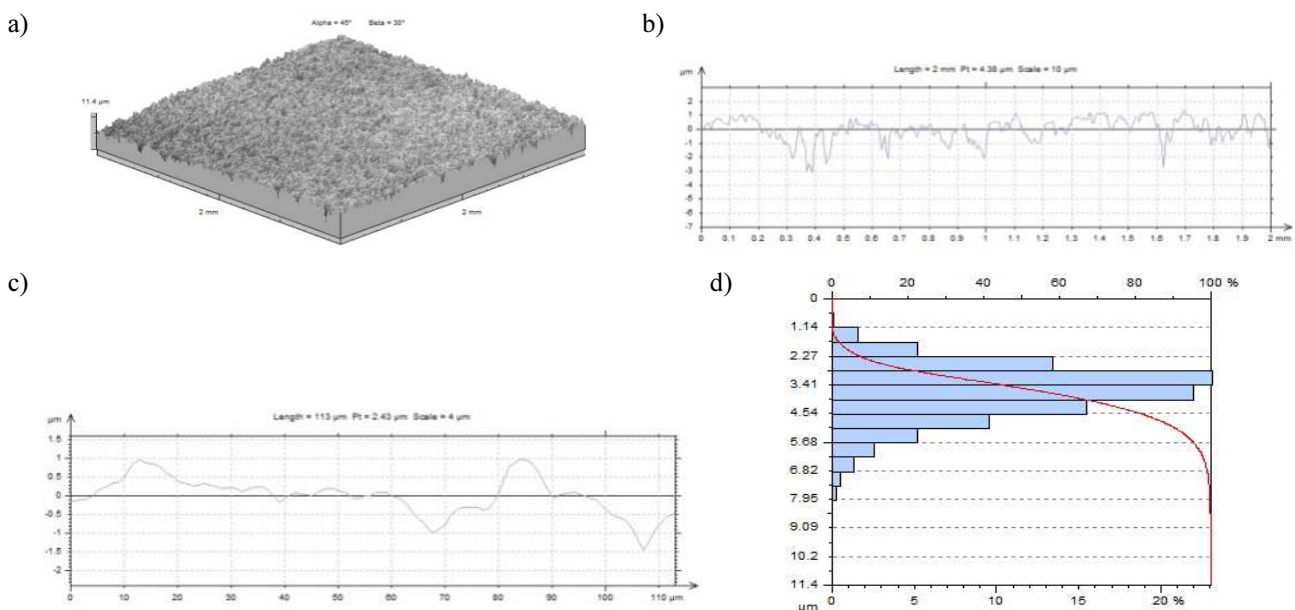 a)
Alpha = 45° Beta = 30°
11.4 µm
2 mm
2 mm
b)
Length = 2 mm Pt = 4.38 µm Scale = 10 µm
µm
2
1
0
-1
-2
-3
-4
-5
-6
-7
0 0.1 0.2 0.3 0.4 0.5 0.6 0.7 0.8 0.9 1 1.1 1.2 1.3 1.4 1.5 1.6 1.7 1.8 1.9 2 mm
c)
Length = 113 µm Pt = 2.43 µm Scale = 4 µm
µm
1.5
1
0.5
0
-0.5
-1
-1.5
-2
0 10 20 30 40 50 60 70 80 90 100 110 µm
d)
0 20 40 60 80 100 %
0
1.14
2.27
3.41
4.54
5.68
6.82
7.95
9.09
10.2
11.4
µm
0 5 10 15 20 %